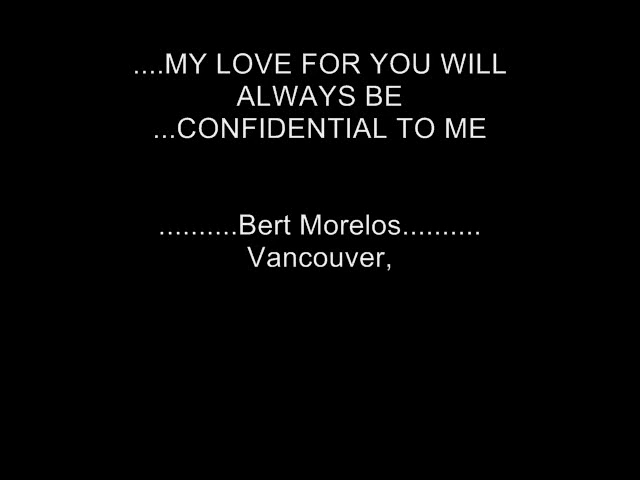 ....MY LOVE FOR YOU WILL
ALWAYS BE
...CONFIDENTIAL TO ME
..........Bert Morelos..........
Vancouver,